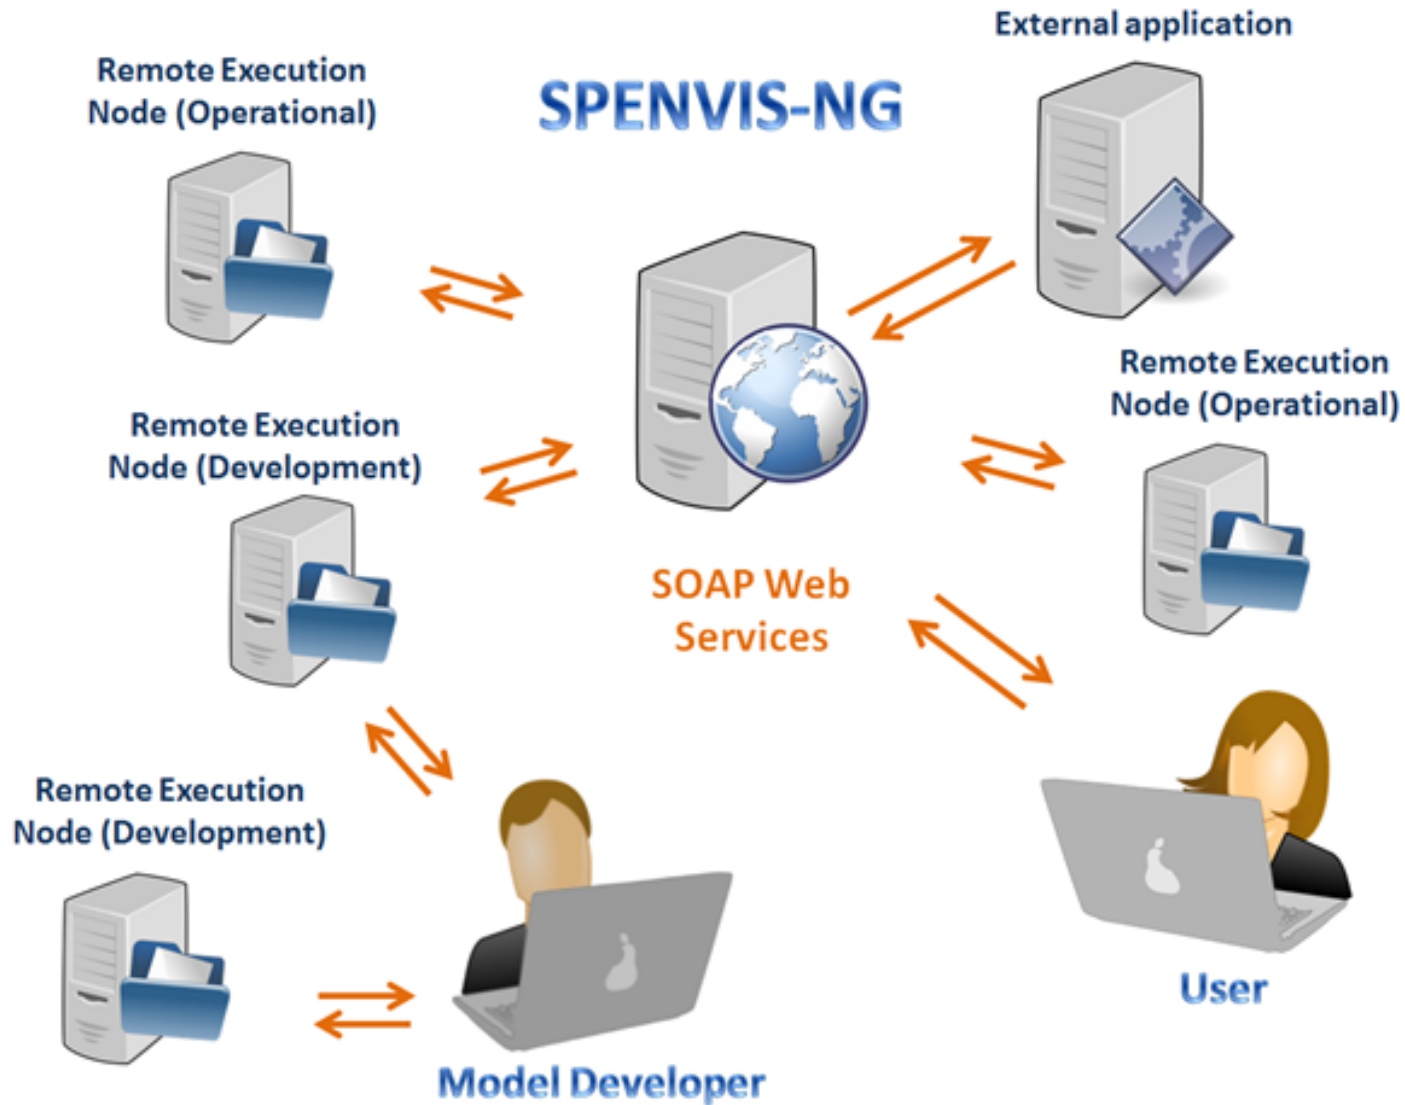 External application
Remote Execution
Node (Operational)
SPENVIS-NG
Remote Execution
Node (Operational)
Remote Execution
Node (Development)
SOAP Web
Services
Remote Execution
Node (Development)
User
Model Developer